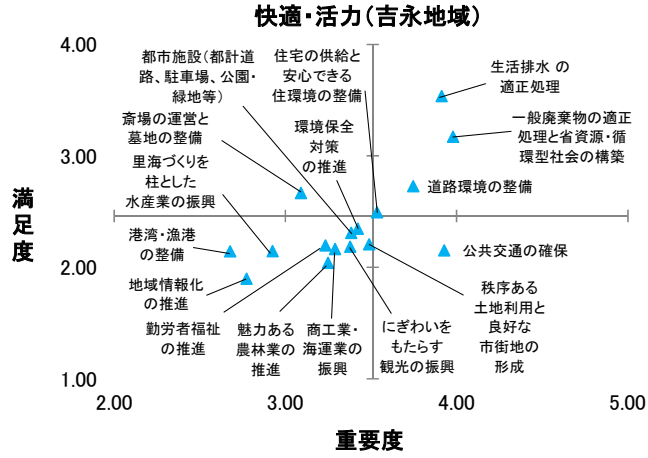 快適・活力(吉永地域)
4.00
3.00
2.00
1.00
満足度
都市施設(都計道
路、駐車場、公園・
緑地等)
住宅の供給と
安心できる
住環境の整備
生活排水 の
適正処理
斎場の運営と
墓地の整備
環境保全
対策
の推進
一般廃棄物の適正
処理と省資源・循
環型社会の構築
里海づくりを
柱とした
水産業の振興
道路環境の整備
港湾・漁港
の整備
公共交通の確保
地域情報化
の推進
勤労者福祉
の推進
魅力ある
農林業の
推進
商工業・
海運業の
振興
にぎわいを
もたらす
観光の振興
秩序ある
土地利用と
良好な
市街地の
形成
2.00
3.00
4.00
5.00
重要度